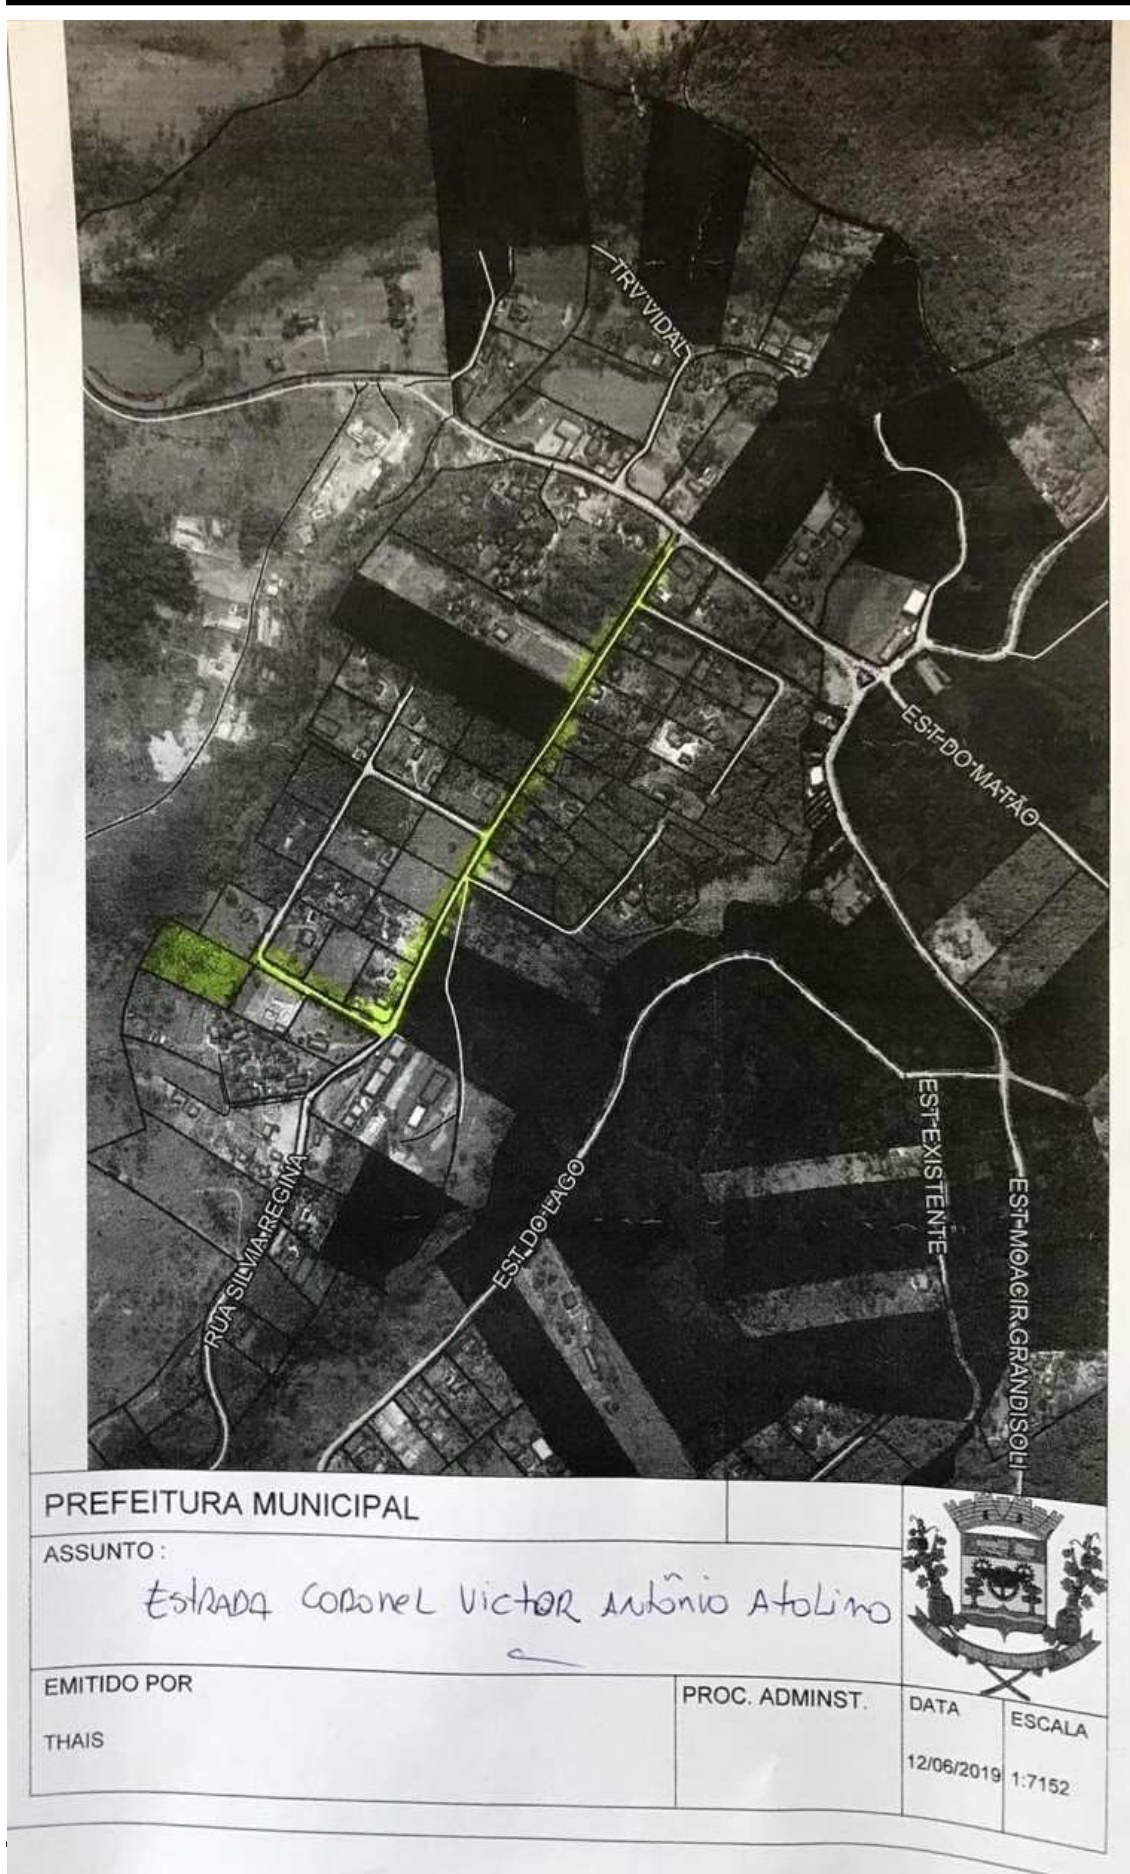 TRV VIDAL
EST DO MATÃO
EST EXISTENTE
EST DO LAGO
EST MOACIR GRANDISOLI
RUA SILVIA REGINA
PREFEITURA MUNICIPAL
ASSUNTO :
EstRADA CORONEL VictOR Antônio Atolino
EMITIDO POR
THAIS
PROC. ADMINST.
DATA
12/06/2019
ESCALA
1:7152